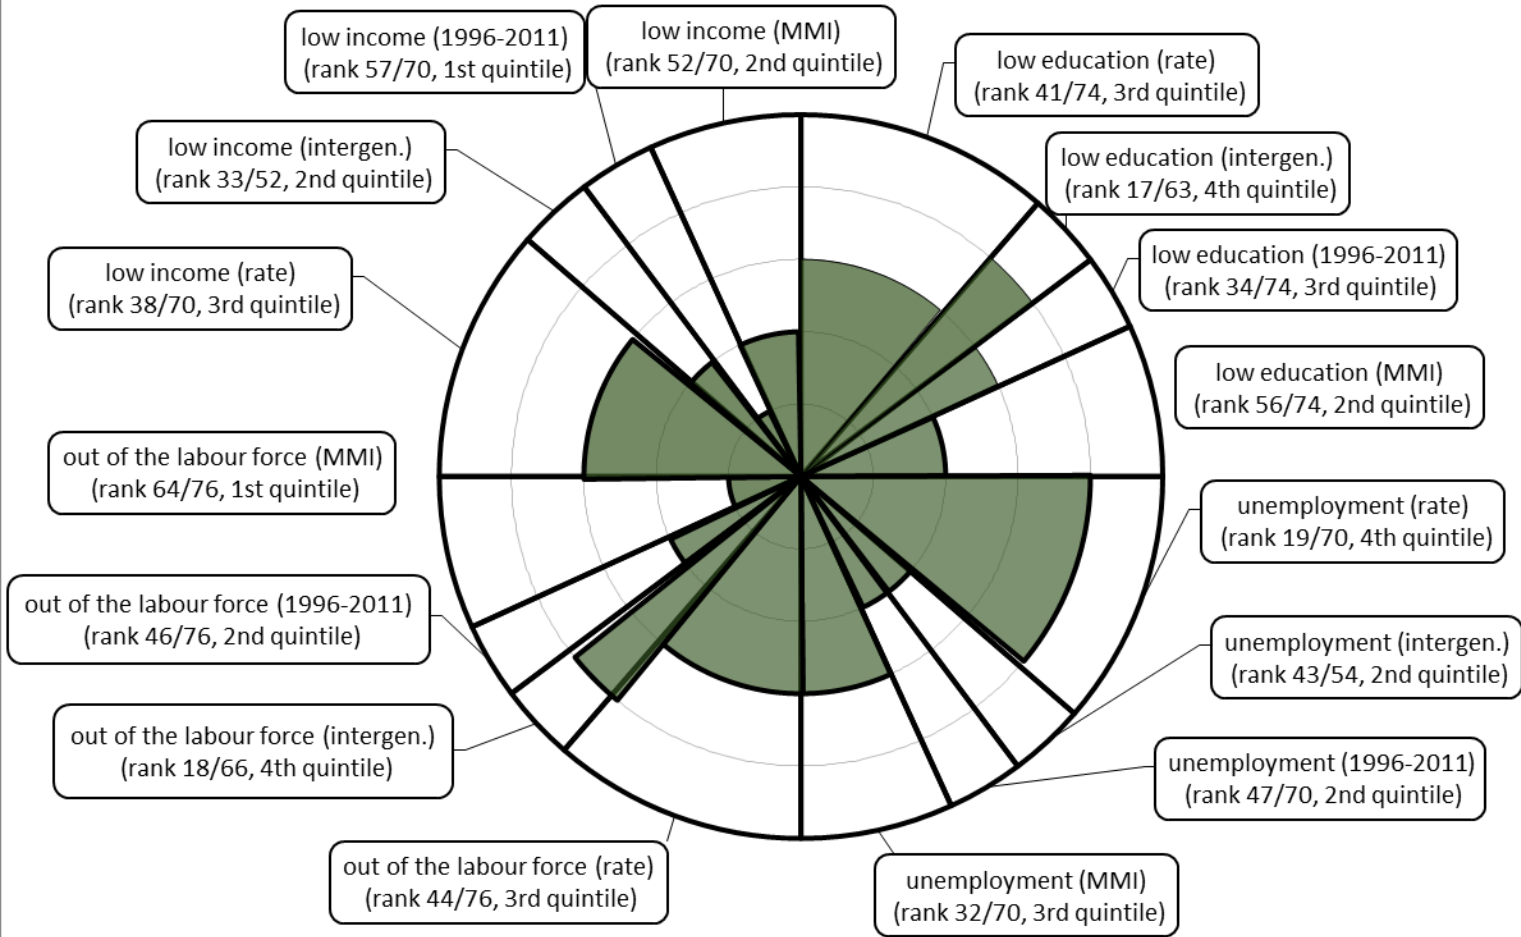 low income (1996-2011)
(rank 57/70, 1st quintile)
low income (MMI)
(rank 52/70, 2nd quintile)
low education (rate)
(rank 41/74, 3rd quintile)
low income (intergen.)
(rank 33/52, 2nd quintile)
low education (intergen.)
(rank 17/63, 4th quintile)
low education (1996-2011)
(rank 34/74, 3rd quintile)
low income (rate)
(rank 38/70, 3rd quintile)
low education (MMI)
(rank 56/74, 2nd quintile)
out of the labour force (MMI)
(rank 64/76, 1st quintile)
unemployment (rate)
(rank 19/70, 4th quintile)
out of the labour force (1996-2011)
(rank 46/76, 2nd quintile)
unemployment (intergen.)
(rank 43/54, 2nd quintile)
out of the labour force (intergen.)
(rank 18/66, 4th quintile)
unemployment (1996-2011)
(rank 47/70, 2nd quintile)
out of the labour force (rate)
(rank 44/76, 3rd quintile)
unemployment (MMI)
(rank 32/70, 3rd quintile)